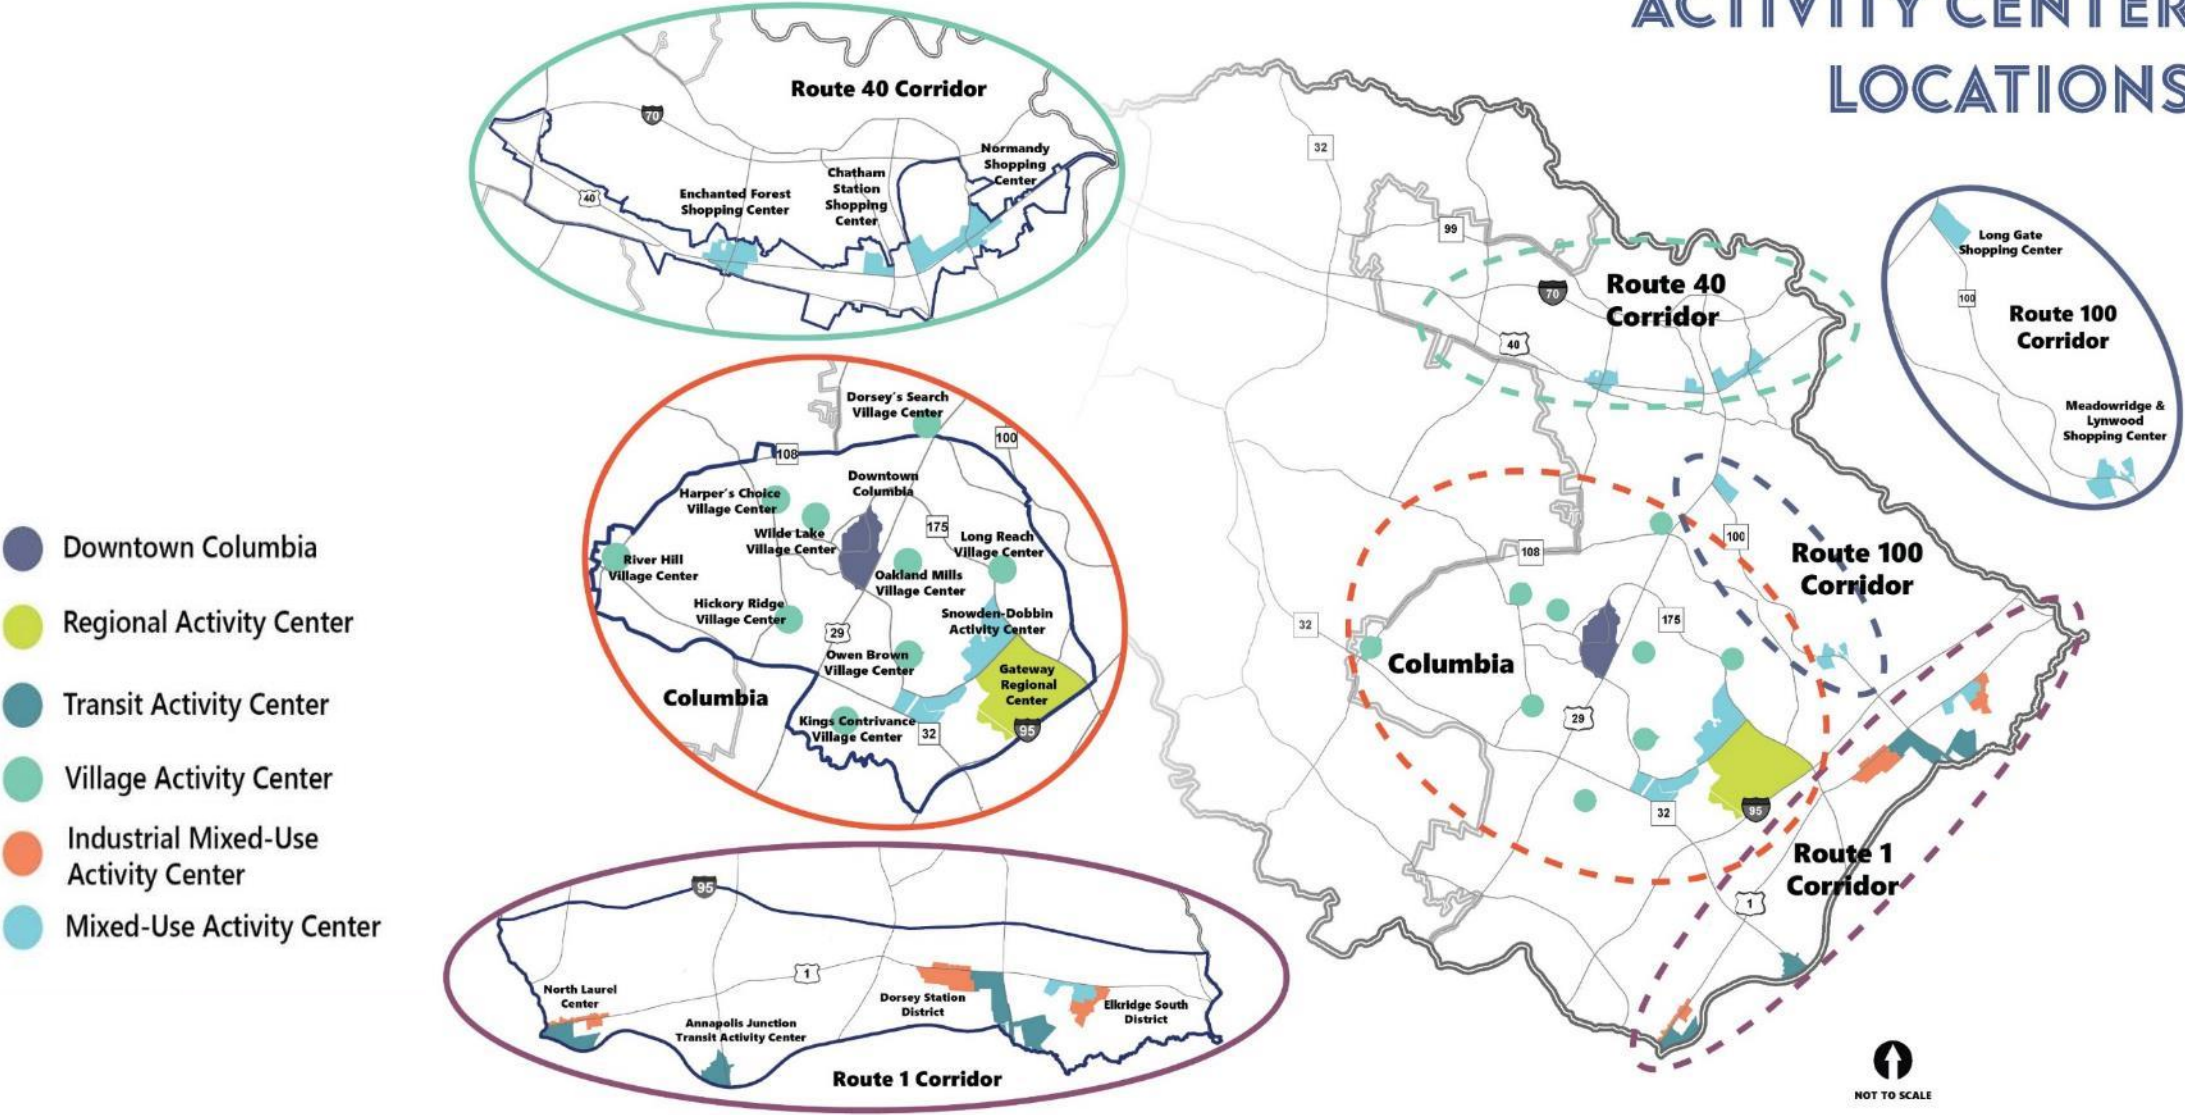 ACTIVITY CENTER
LOCATIONS
Route 40 Corridor
70
40
Enchanted Forest
Shopping Center
Chatham
Station
Shopping
Center
Normandy
Shopping
Center
Dorsey's Search
Village Center
100
108
Downtown
Columbia
Harper's Choice
Village Center
Wilde Lake
Village Center
175
Long Reach
Village Center
River Hill
Village Center
Oakland Mills
Village Center
Hickory Ridge
Village Center
29
Snowden-Dobbin
Activity Center
Owen Brown
Village Center
Gateway
Regional
Center
Columbia
Kings Contrivance
Village Center
32
95
95
1
North Laurel
Center
Annapolis Junction
Transit Activity Center
Dorsey Station
District
Elkridge South
District
Route 1 Corridor
Downtown Columbia
Regional Activity Center
Transit Activity Center
Village Activity Center
Industrial Mixed-Use
Activity Center
Mixed-Use Activity Center
32
99
70
Route 40
Corridor
40
108
100
Route 100
Corridor
32
175
Columbia
29
32
95
Route 1
Corridor
1
Long Gate
Shopping Center
100
Route 100
Corridor
Meadowridge &
Lynwood
Shopping Center
NOT TO SCALE